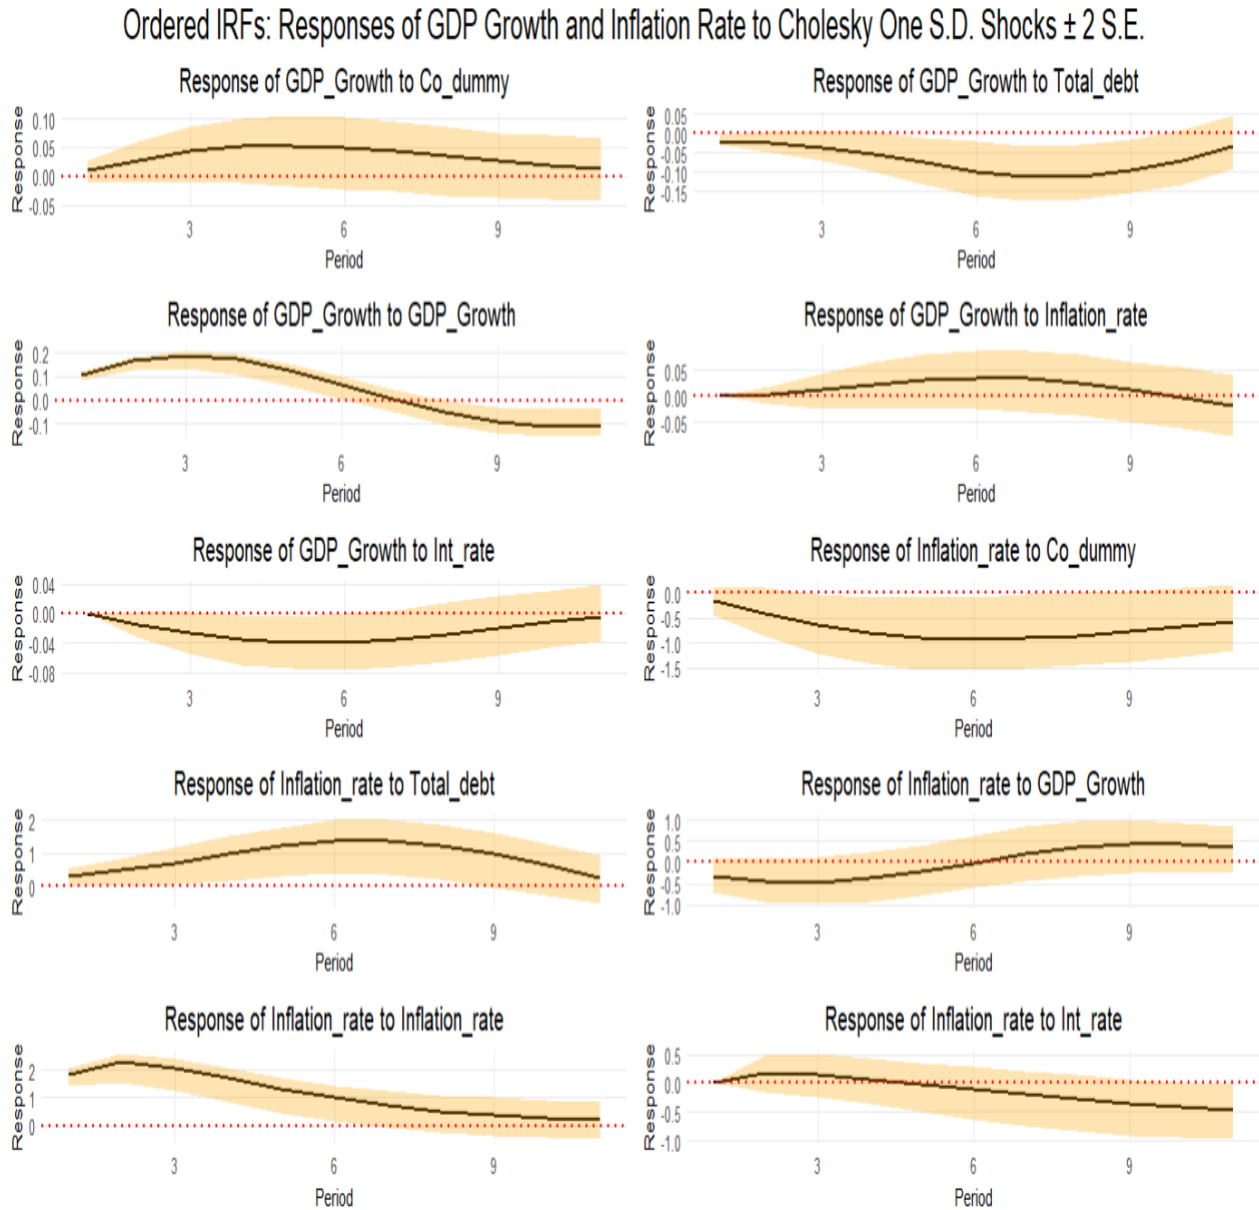 Ordered IRFs: Responses of GDP Growth and Inflation Rate to Cholesky One S.D. Shocks ± 2 S.E.
Response of GDP_Growth to Co_dummy
Response
0.10
0.05
0.00
-0.05
3
6
9
Period
Response of GDP_Growth to Total_debt
Response
0.05
0.00
-0.05
-0.10
-0.15
3
6
9
Period
Response of GDP_Growth to GDP_Growth
Response
0.2
0.1
0.0
-0.1
3
6
9
Period
Response of GDP_Growth to Inflation_rate
Response
0.05
0.00
-0.05
3
6
9
Period
Response of GDP_Growth to Int_rate
Response
0.04
0.00
-0.04
-0.08
3
6
9
Period
Response of Inflation_rate to Co_dummy
Response
0.0
-0.5
-1.0
-1.5
3
6
9
Period
Response of Inflation_rate to Total_debt
Response
2
1
0
3
6
9
Period
Response of Inflation_rate to GDP_Growth
Response
1.0
0.5
0.0
-0.5
-1.0
3
6
9
Period
Response of Inflation_rate to Inflation_rate
Response
2
1
0
3
6
9
Period
Response of Inflation_rate to Int_rate
Response
0.5
0.0
-0.5
-1.0
3
6
9
Period